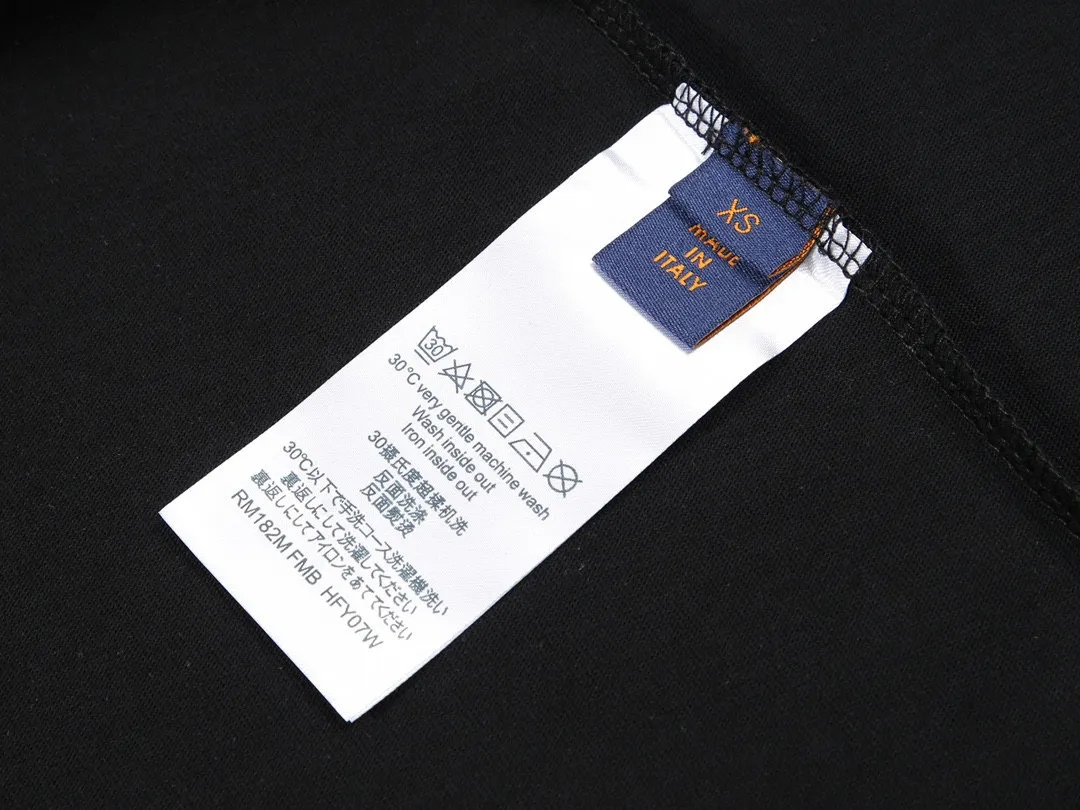 XS
MADE
IN
ITALY
30
30°C very gentle machine wash
Wash inside out
Iron inside out
30摄氏度超揉机洗
反面洗涤
反面熨烫
30℃以下で手洗コース洗濯機洗い
裏返しにして洗濯してください
裏返しにしてアイロンをあててください
RM182M FMB HFY07W